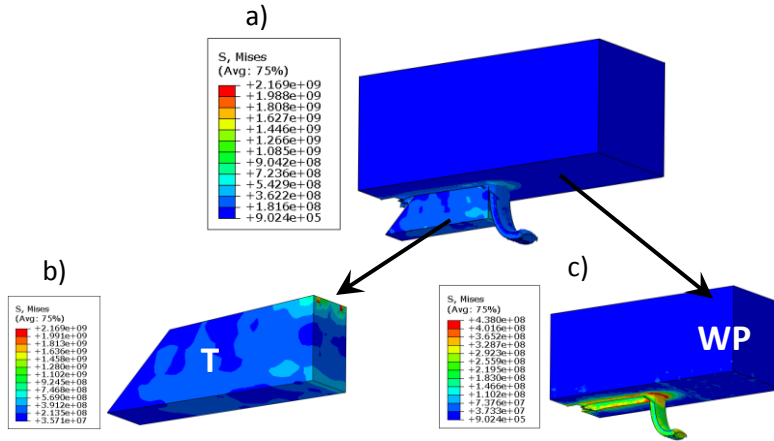 a)
S, Mises
(Avg: 75%)
+2.169e+09
+1.988e+09
+1.808e+09
+1.627e+09
+1.446e+09
+1.266e+09
+1.085e+09
+9.042e+08
+7.236e+08
+5.429e+08
+3.622e+08
+1.816e+08
+9.024e+05
b)
S, Mises
(Avg: 75%)
+2.169e+09
+1.991e+09
+1.813e+09
+1.636e+09
+1.458e+09
+1.280e+09
+1.102e+09
+9.245e+08
+7.468e+08
+5.690e+08
+3.912e+08
+2.135e+08
+3.571e+07
T
c)
S, Mises
(Avg: 75%)
+4.380e+08
+4.016e+08
+3.652e+08
+3.287e+08
+2.923e+08
+2.559e+08
+2.195e+08
+1.830e+08
+1.466e+08
+1.102e+08
+7.376e+07
+3.733e+07
+9.024e+05
WP